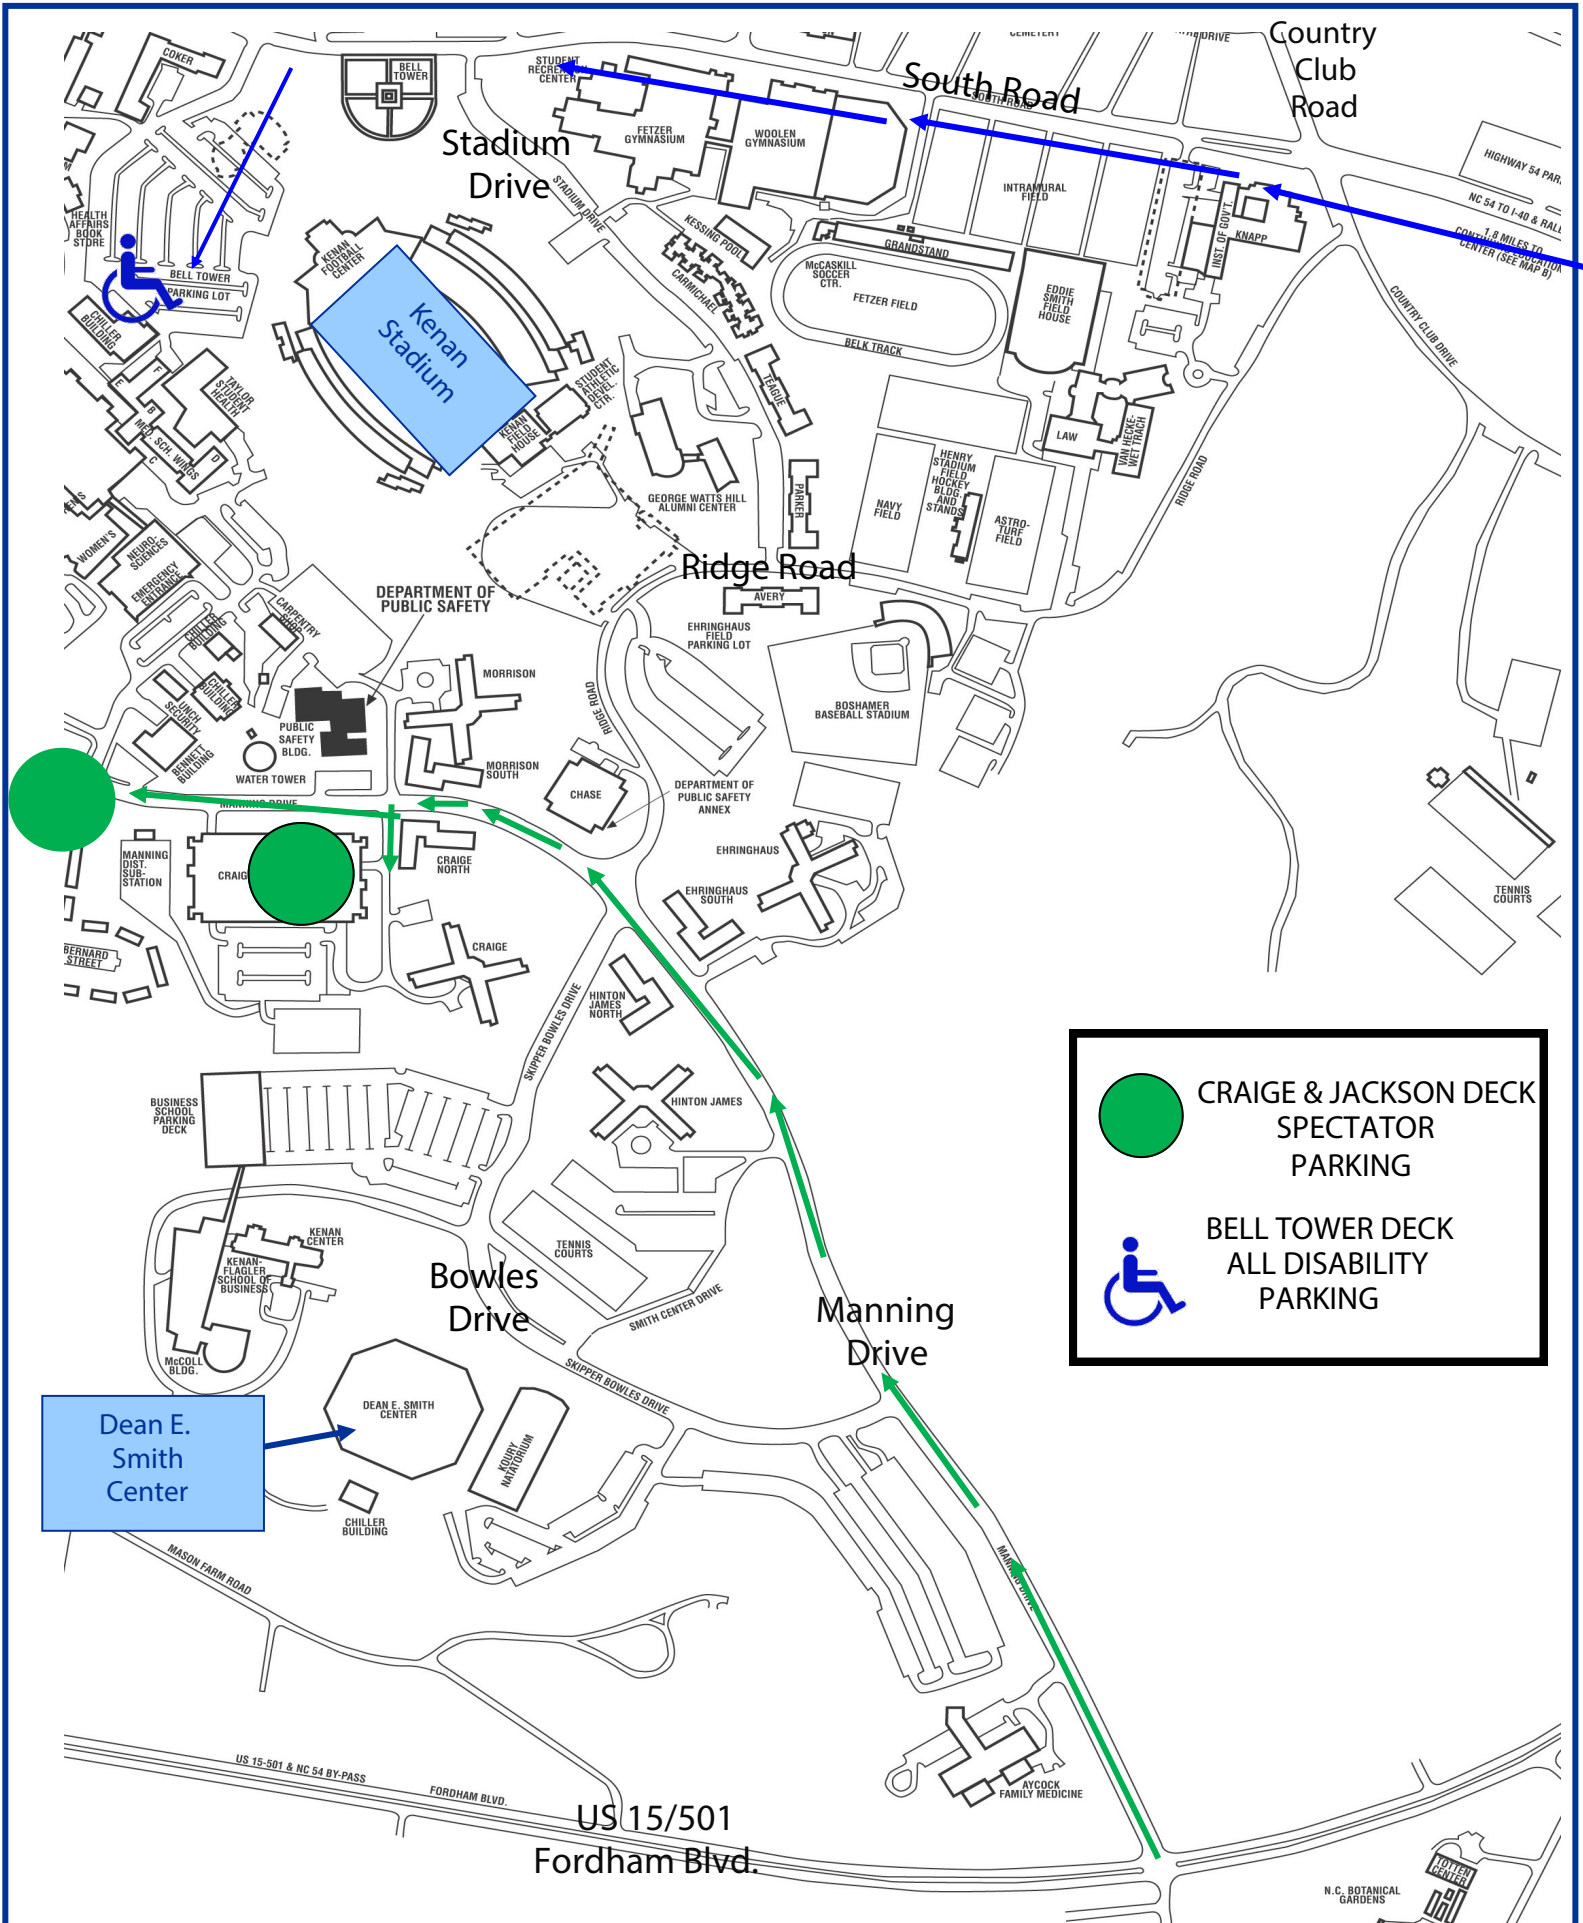 Country
Club
Road
CEMETERY
COKER
BELL
TOWER
STUDENT
RECREATION
CENTER
South Road
SOUTH ROAD
Stadium
Drive
STADIUM DRIVE
FETZER
GYMNASIUM
WOOLEN
GYMNASIUM
INTRAMURAL
FIELD
HIGHWAY 54 PAR
NC 54 TO I-40 & RALE
1.8 MILES TO
CONTINUING EDUCATION
CENTER (SEE MAP B)
INST. OF GOV'T.
KNAPP
HEALTH
AFFAIRS
BOOK
STORE
BELL TOWER
PARKING LOT
KENAN
FOOTBALL
CENTER
KESSING POOL
CARMICHAEL
GRANDSTAND
McCASKILL
SOCCER
CTR.
FETZER FIELD
BELK TRACK
EDDIE
SMITH
FIELD
HOUSE
COUNTRY CLUB DRIVE
Kenan
Stadium
CHILLER
BUILDING
TAYLOR
STUDENT
HEALTH
E
F
B
MED. SCH. WINGS
C
D
STUDENT
ATHLETIC
DEVEL.
CTR.
KENAN
FIELD
HOUSE
TEAGUE
LAW
VAN HECKE-
WETTACH
GEORGE WATTS HILL
ALUMNI CENTER
PARKER
NAVY
FIELD
HENRY
STADIUM
FIELD
HOCKEY
BLDG.
AND
STANDS
ASTRO-
TURF
FIELD
RIDGE ROAD
WOMEN'S
NEURO-
SCIENCES
EMERGENCY
ENTRANCE
Ridge Road
DEPARTMENT OF
PUBLIC SAFETY
AVERY
EHRINGHAUS
FIELD
PARKING LOT
CHILLER
BUILDING
CARPENTRY
SHOP
CHILLER
BUILDING
UNCH
SECURITY
BENNETT
BUILDING
PUBLIC
SAFETY
BLDG.
WATER TOWER
MORRISON
MORRISON
SOUTH
RIDGE ROAD
BOSHAMER
BASEBALL STADIUM
CHASE
DEPARTMENT OF
PUBLIC SAFETY
ANNEX
MANNING DRIVE
MANNING
DIST.
SUB-
STATION
CRAIG
CRAIGE
NORTH
EHRINGHAUS
EHRINGHAUS
SOUTH
TENNIS
COURTS
BERNARD
STREET
CRAIGE
HINTON
JAMES
NORTH
SKIPPER BOWLES DRIVE
HINTON JAMES
BUSINESS
SCHOOL
PARKING
DECK
CRAIGE & JACKSON DECK
SPECTATOR
PARKING
BELL TOWER DECK
ALL DISABILITY
PARKING
KENAN
CENTER
KENAN-
FLAGLER
SCHOOL OF
BUSINESS
TENNIS
COURTS
Bowles
Drive
SMITH CENTER DRIVE
Manning
Drive
McCOLL
BLDG.
SKIPPER BOWLES DRIVE
Dean E.
Smith
Center
DEAN E. SMITH
CENTER
KOURY
NATATORIUM
CHILLER
BUILDING
MASON FARM ROAD
MANNING DRIVE
AYCOCK
FAMILY MEDICINE
US 15-501 & NC 54 BY-PASS
FORDHAM BLVD.
US 15/501
Fordham Blvd.
TOTTEN
CENTER
N.C. BOTANICAL
GARDENS